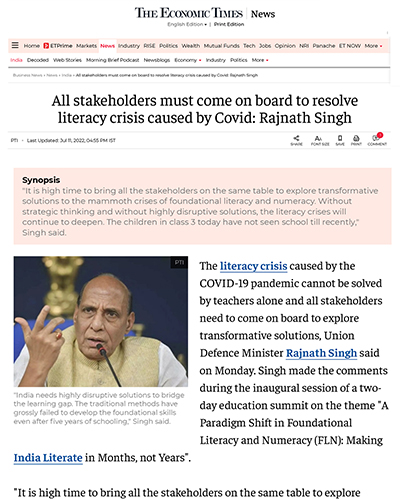 THE ECONOMIC TIMES | News
English Edition | Print Edition
Home ETPrime Markets News Industry RISE Politics Wealth Mutual Funds Tech Jobs Opinion NRI Panache ET NOW More
India Decoded Web Stories Morning Brief Podcast Newsblogs Economy Industry Politics More
Business News › News › India › All stakeholders must come on board to resolve literacy crisis caused by Covid: Rajnath Singh
All stakeholders must come on board to resolve
literacy crisis caused by Covid: Rajnath Singh
PTI • Last Updated: Jul 11, 2022, 04:55 PM IST
SHARE FONT SIZE SAVE PRINT COMMENT
Synopsis
"It is high time to bring all the stakeholders on the same table to explore transformative
solutions to the mammoth crises of foundational literacy and numeracy. Without
strategic thinking and without highly disruptive solutions, the literacy crises will
continue to deepen. The children in class 3 today have not seen school till recently,"
Singh said.
PTI
"India needs highly disruptive solutions to bridge
the learning gap. The traditional methods have
grossly failed to develop the foundational skills
even after five years of schooling," Singh said.
The literacy crisis caused by the
COVID-19 pandemic cannot be solved
by teachers alone and all stakeholders
need to come on board to explore
transformative solutions, Union
Defence Minister Rajnath Singh said
on Monday. Singh made the comments
during the inaugural session of a two-
day education summit on the theme "A
Paradigm Shift in Foundational
Literacy and Numeracy (FLN): Making
India Literate in Months, not Years".
"It is high time to bring all the stakeholders on the same table to explore